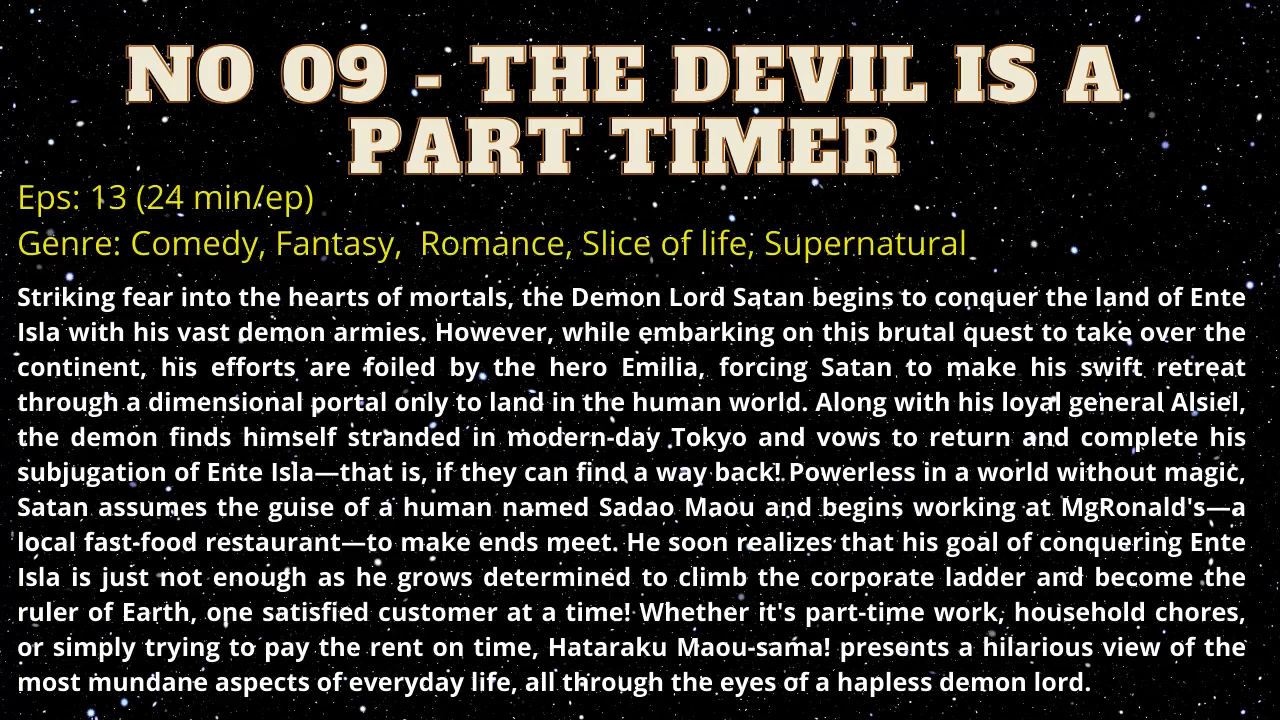 NO 09 - THE DEVIL IS A
PART TIMER
Eps: 13 (24 min/ep)
Genre: Comedy, Fantasy,  Romance, Slice of life, Supernatural
Striking fear into the hearts of mortals, the Demon Lord Satan begins to conquer the land of Ente
Isla with his vast demon armies. However, while embarking on this brutal quest to take over the
continent, his efforts are foiled by the hero Emilia, forcing Satan to make his swift retreat
through a dimensional portal only to land in the human world. Along with his loyal general Alsiel,
the demon finds himself stranded in modern-day Tokyo and vows to return and complete his
subjugation of Ente Isla—that is, if they can find a way back! Powerless in a world without magic,
Satan assumes the guise of a human named Sadao Maou and begins working at MgRonald's—a
local fast-food restaurant—to make ends meet. He soon realizes that his goal of conquering Ente
Isla is just not enough as he grows determined to climb the corporate ladder and become the
ruler of Earth, one satisfied customer at a time! Whether it's part-time work, household chores,
or simply trying to pay the rent on time, Hataraku Maou-sama! presents a hilarious view of the
most mundane aspects of everyday life, all through the eyes of a hapless demon lord.